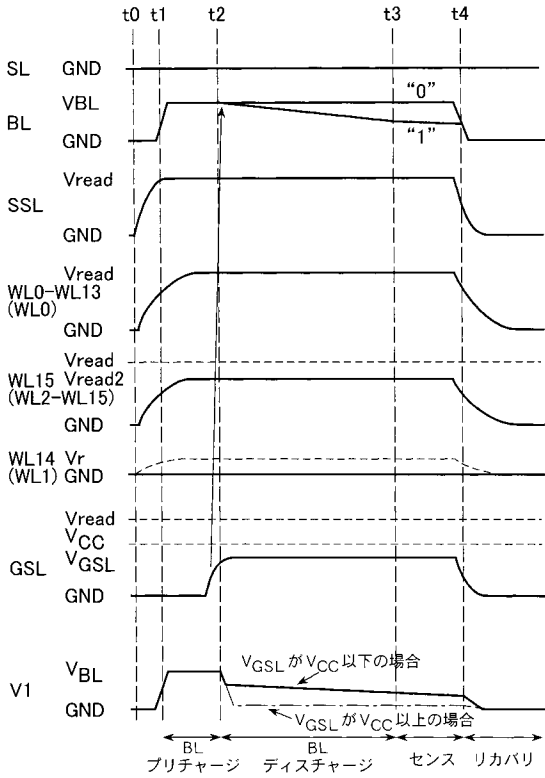 t0 t1 t2 t3 t4
SL GND
BL VBL “0”
GND “1”
SSL Vread
GND
WL0-WL13 Vread
(WL0)
GND
Vread
WL15 Vread2
(WL2-WL15)
GND
WL14 Vr
(WL1) GND
Vread
VCC
GSL VGSL
GND
V1 VBL VGSLがVCC以下の場合
GND VGSLがVCC以上の場合
BL プリチャージ
BL ディスチャージ
センス
リカバリ